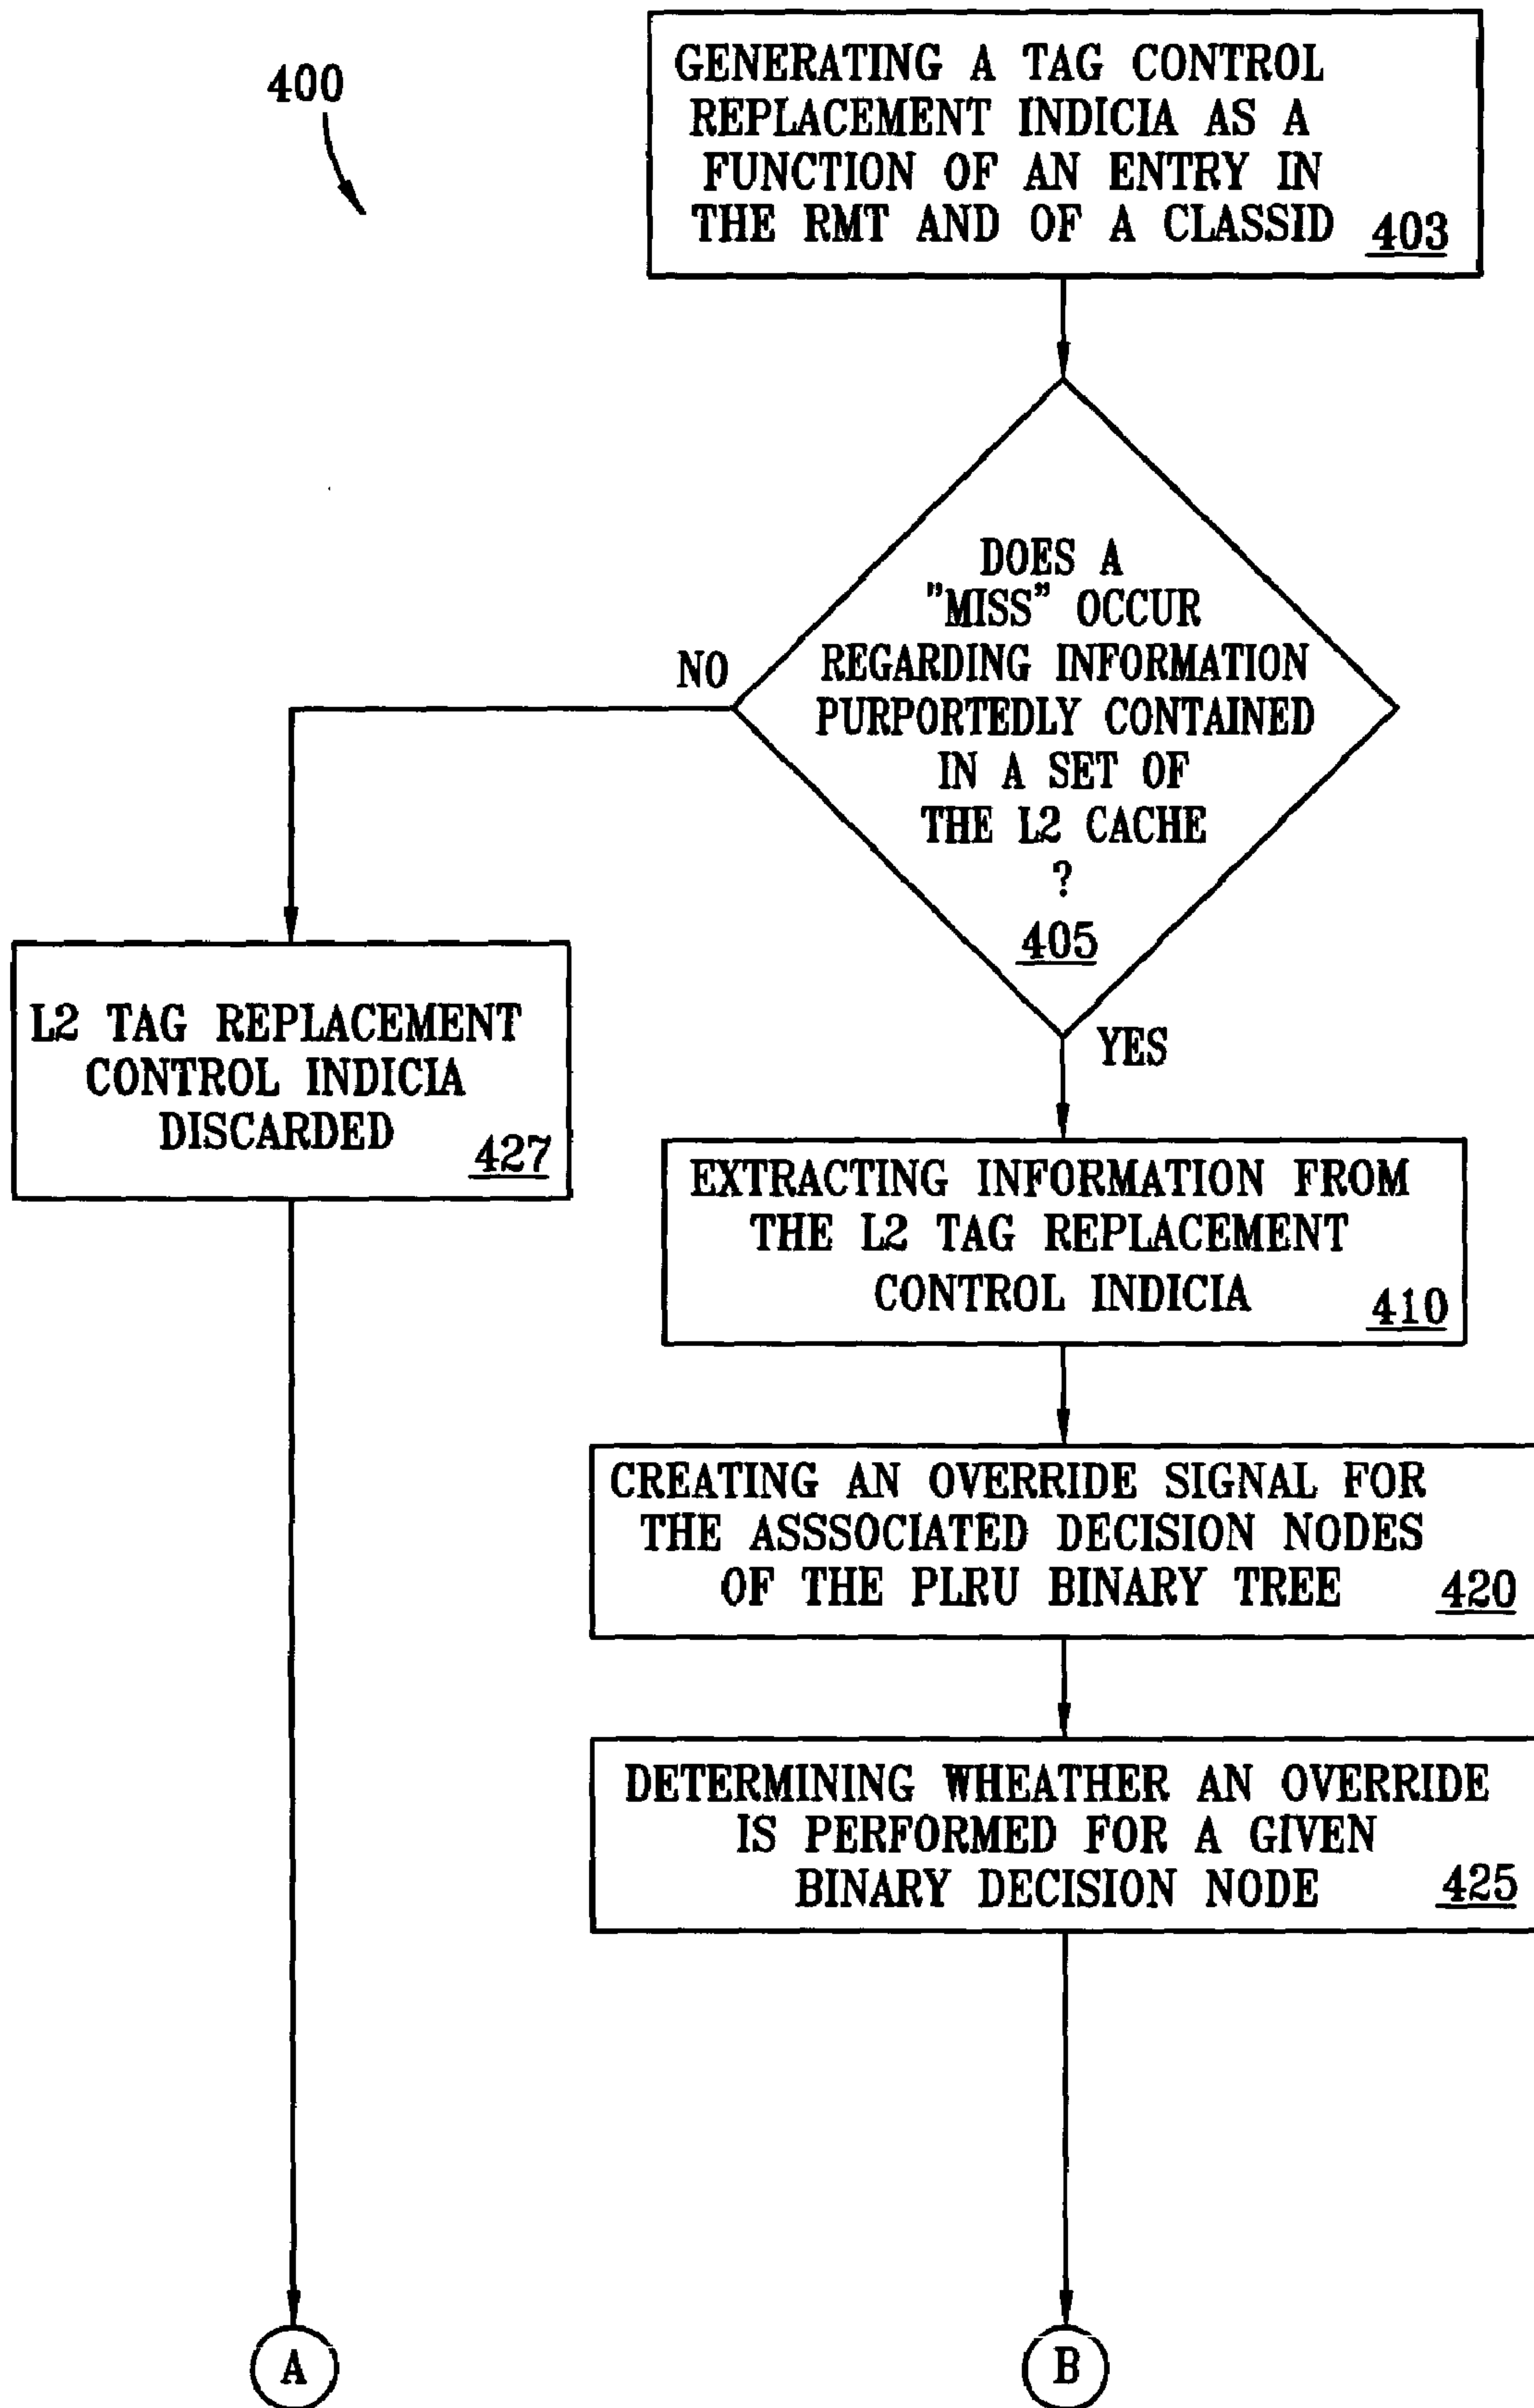 400
GENERATING A TAG CONTROL
REPLACEMENT INDICIA AS A
FUNCTION OF AN ENTRY IN
THE RMT AND OF A CLASSID 403
DOES A
"MISS" OCCUR
REGARDING INFORMATION
PURPORTEDLY CONTAINED
IN A SET OF
THE L2 CACHE
?
405
NO
YES
L2 TAG REPLACEMENT
CONTROL INDICIA
DISCARDED 427
EXTRACTING INFORMATION FROM
THE L2 TAG REPLACEMENT
CONTROL INDICIA 410
CREATING AN OVERRIDE SIGNAL FOR
THE ASSSOCIATED DECISION NODES
OF THE PLRU BINARY TREE 420
DETERMINING WHEATHER AN OVERRIDE
IS PERFORMED FOR A GIVEN
BINARY DECISION NODE 425
A
B